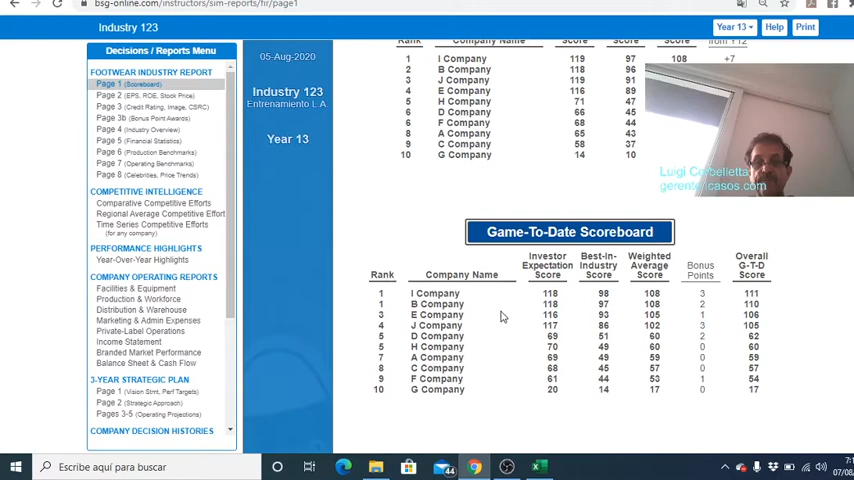 bsg-online.com/instructors/sim-reports/fir/page1
Industry 123
Year 13
Help
Print
Decisions / Reports Menu
FOOTWEAR INDUSTRY REPORT
Page 1 (Scoreboard)
Page 2 (EPS, ROE, Stock Price)
Page 3 (Credit Rating, Image, CSRC)
Page 3b (Bonus Point Awards)
Page 4 (Industry Overview)
Page 5 (Financial Statistics)
Page 6 (Production Benchmarks)
Page 7 (Operating Benchmarks)
Page 8 (Celebrities, Price Trends)
COMPETITIVE INTELLIGENCE
Comparative Competitive Efforts
Regional Average Competitive Effort
Time Series Competitive Efforts
(for any company)
PERFORMANCE HIGHLIGHTS
Year-Over-Year Highlights
COMPANY OPERATING REPORTS
Facilities & Equipment
Production & Workforce
Distribution & Warehouse
Marketing & Admin Expenses
Private-Label Operations
Income Statement
Branded Market Performance
Balance Sheet & Cash Flow
3-YEAR STRATEGIC PLAN
Page 1 (Vision Stmt, Perf Targets)
Page 2 (Strategic Approach)
Pages 3-5 (Operating Projections)
COMPANY DECISION HISTORIES
05-Aug-2020
Industry 123
Entrenamiento L.A.
Year 13
Rank Company Name Score Score Score from Y12
1 I Company 119 97 108 +7
2 B Company 118 96
3 J Company 119 91
4 E Company 116 89
5 H Company 71 47
6 D Company 66 45
6 F Company 68 44
8 A Company 65 43
9 C Company 58 37
10 G Company 14 10
Luigi Corbelletta
gerente@casos.com
Game-To-Date Scoreboard
Rank Company Name Investor Expectation Score Best-In-Industry Score Weighted Average Score Bonus Points Overall G-T-D Score
1 I Company 118 98 108 3 111
1 B Company 118 97 108 2 110
3 E Company 116 93 105 1 106
4 J Company 117 86 102 3 105
5 D Company 69 51 60 2 62
5 H Company 70 49 60 0 60
7 A Company 69 49 59 0 59
8 C Company 68 45 57 0 57
9 F Company 61 44 53 1 54
10 G Company 20 14 17 0 17
Escribe aquí para buscar
44
07/08/